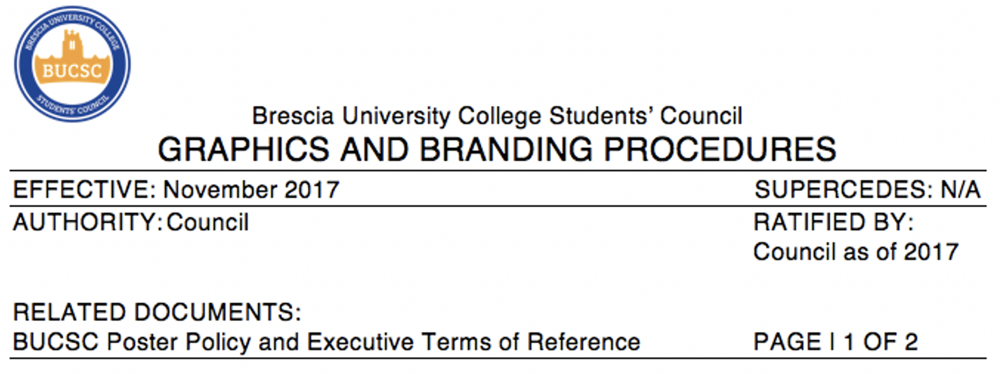 BRESCIA UNIVERSITY COLLEGE
BUCSC
STUDENTS' COUNCIL
Brescia University College Students’ Council
GRAPHICS AND BRANDING PROCEDURES
EFFECTIVE: November 2017 SUPERCEDES: N/A
AUTHORITY: Council RATIFIED BY:
Council as of 2017
RELATED DOCUMENTS:
BUCSC Poster Policy and Executive Terms of Reference PAGE | 1 OF 2